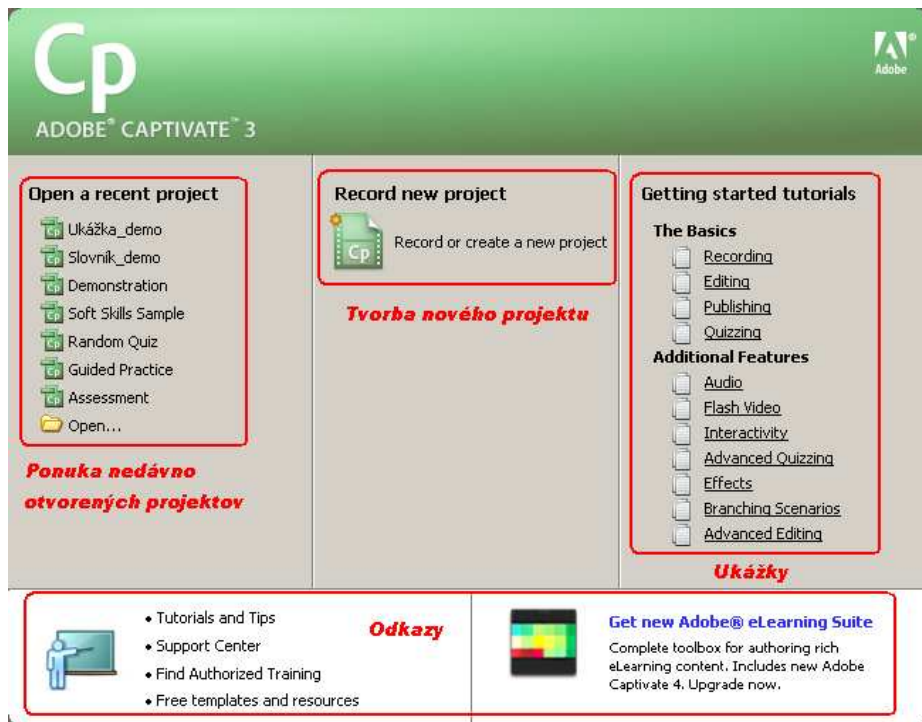 Cp
ADOBE® CAPTIVATE™ 3
Adobe®
Open a recent project
Ukážka_demo
Slovník_demo
Demonstration
Soft Skills Sample
Random Quiz
Guided Practice
Assessment
Open...
Ponuka nedávno
otvorených projektov
Record new project
Cp
Record or create a new project
Tvorba nového projektu
Getting started tutorials
The Basics
Recording
Editing
Publishing
Quizzing
Additional Features
Audio
Flash Video
Interactivity
Advanced Quizzing
Effects
Branching Scenarios
Advanced Editing
Ukážky
• Tutorials and Tips
• Support Center
• Find Authorized Training
• Free templates and resources
Odkazy
Get new Adobe® eLearning Suite
Complete toolbox for authoring rich
eLearning content. Includes new Adobe
Captivate 4. Upgrade now.